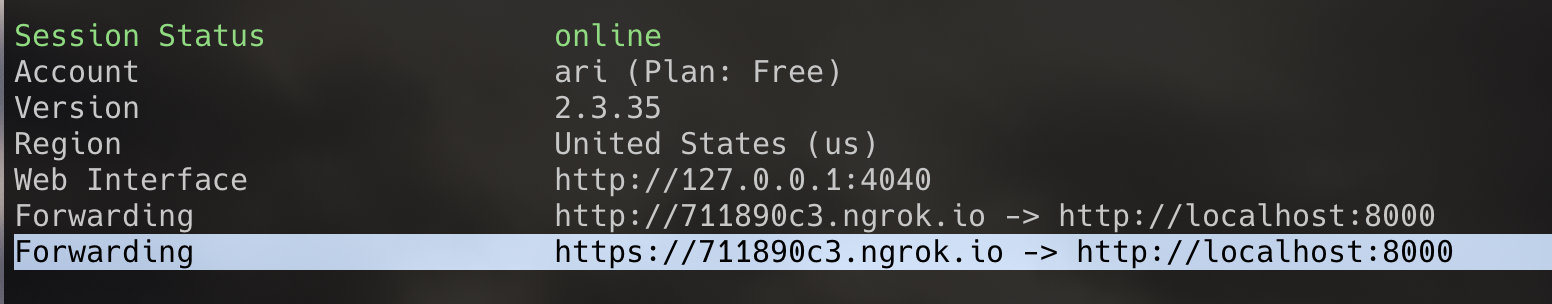 Session Status online
Account ari (Plan: Free)
Version 2.3.35
Region United States (us)
Web Interface http://127.0.0.1:4040
Forwarding http://711890c3.ngrok.io -> http://localhost:8000
Forwarding https://711890c3.ngrok.io -> http://localhost:8000